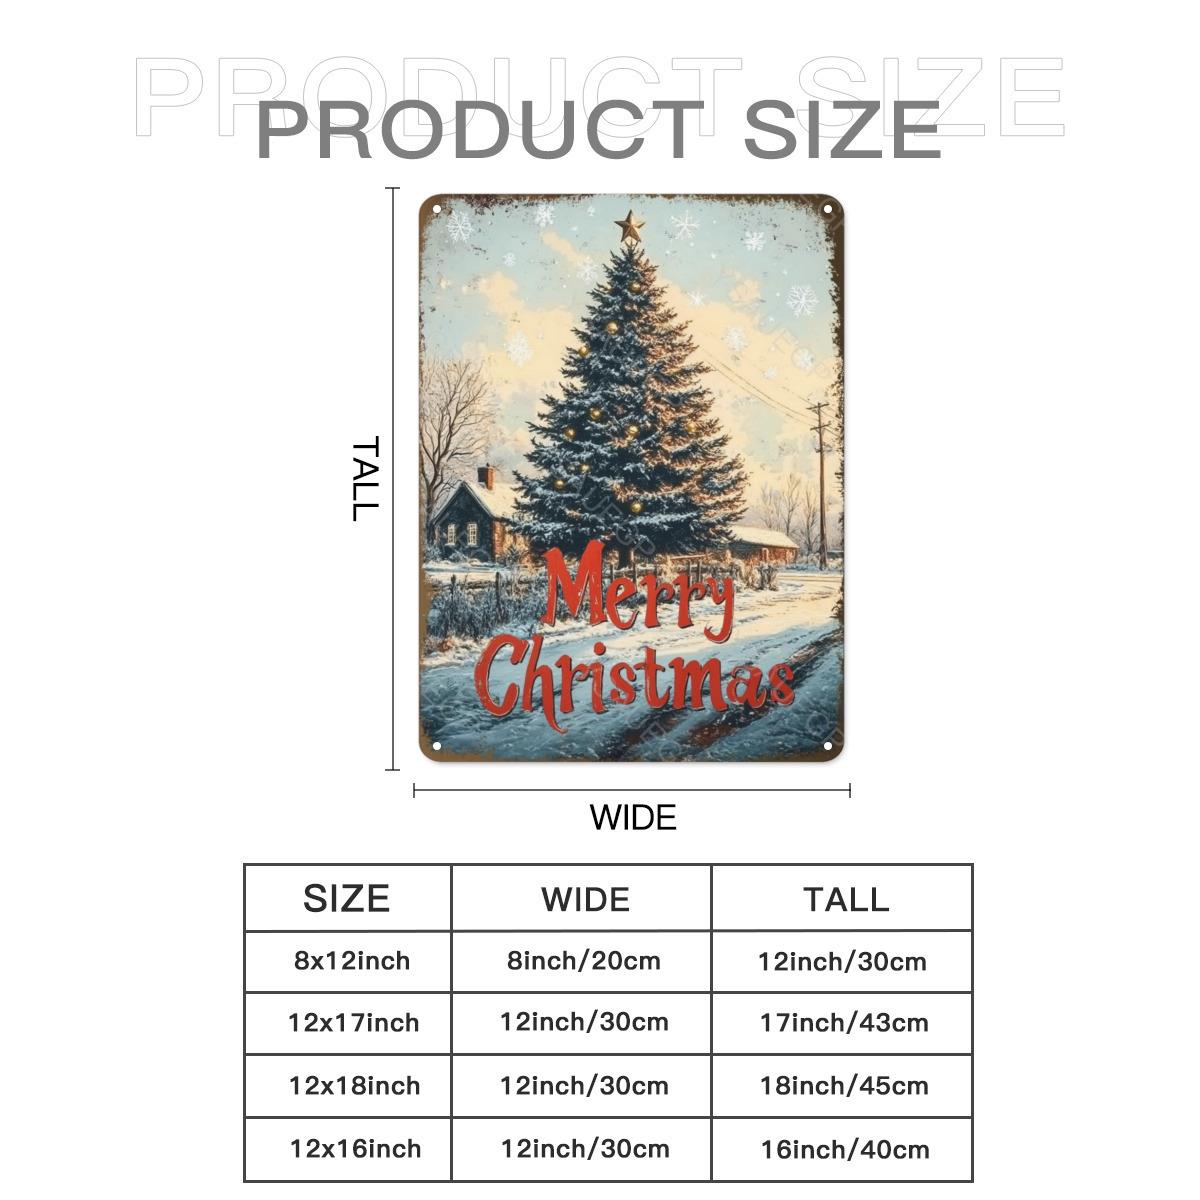 PRODUCT SIZE
PRODUCT SIZE
TALL
Merry
Christmas
WIDE
SIZE WIDE TALL
8x12inch 8inch/20cm 12inch/30cm
12x17inch 12inch/30cm 17inch/43cm
12x18inch 12inch/30cm 18inch/45cm
12x16inch 12inch/30cm 16inch/40cm